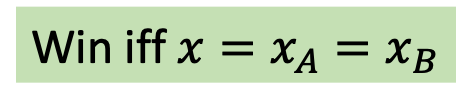 Win iff x = x_A = x_B